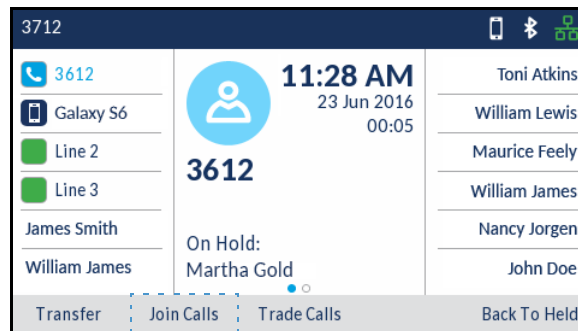 3712
3612
Galaxy S6
Line 2
Line 3
James Smith
William James
11:28 AM
23 Jun 2016
00:05
3612
On Hold:
Martha Gold
Toni Atkins
William Lewis
Maurice Feely
William James
Nancy Jorgen
John Doe
Transfer
Join Calls
Trade Calls
Back To Held